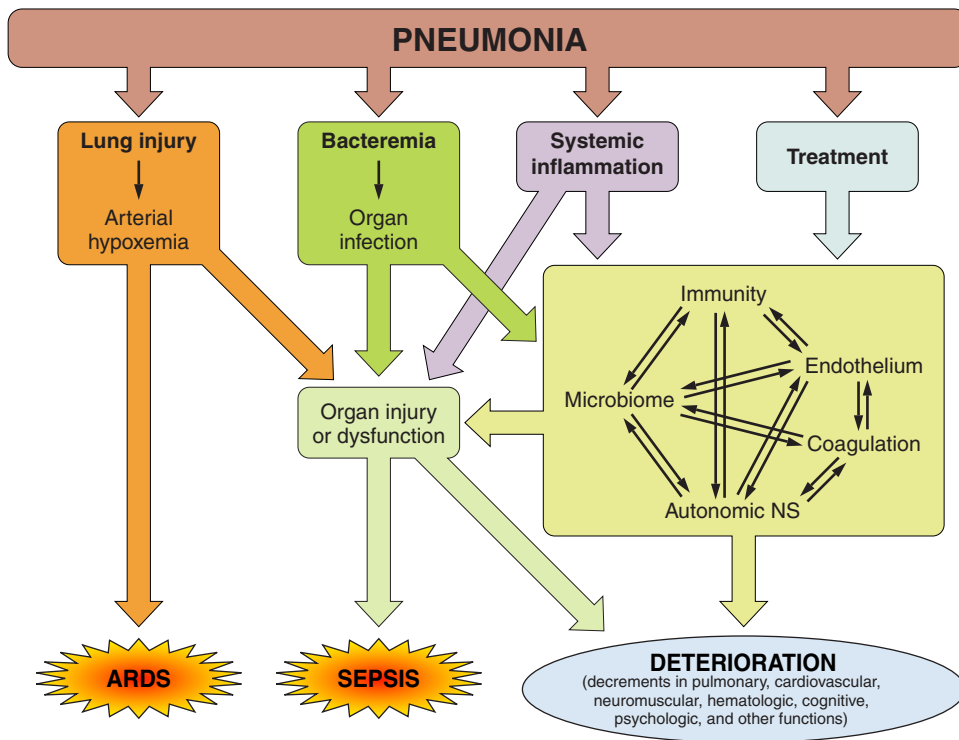 PNEUMONIA
Lung injury
Arterial
hypoxemia
Bacteremia
Organ
infection
Systemic
inflammation
Treatment
Immunity
Endothelium
Microbiome
Coagulation
Autonomic NS
Organ injury
or dysfunction
ARDS
SEPSIS
DETERIORATION
(decrements in pulmonary, cardiovascular,
neuromuscular, hematologic, cognitive,
psychologic, and other functions)